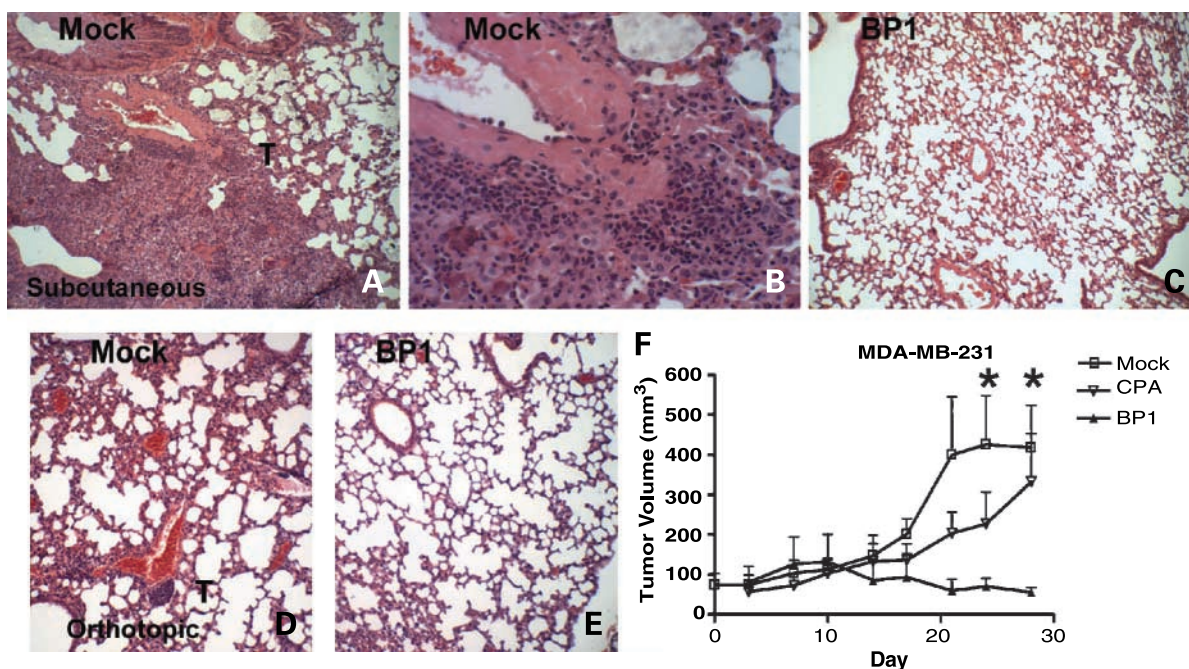 Mock
T
Subcutaneous
A
Mock
B
BP1
C
Mock
T
Orthotopic
D
BP1
E
F
MDA-MB-231
Tumor Volume (mm³)
600
500
400
300
200
100
0
* *
0 10 20 30
Day
Mock
CPA
BP1